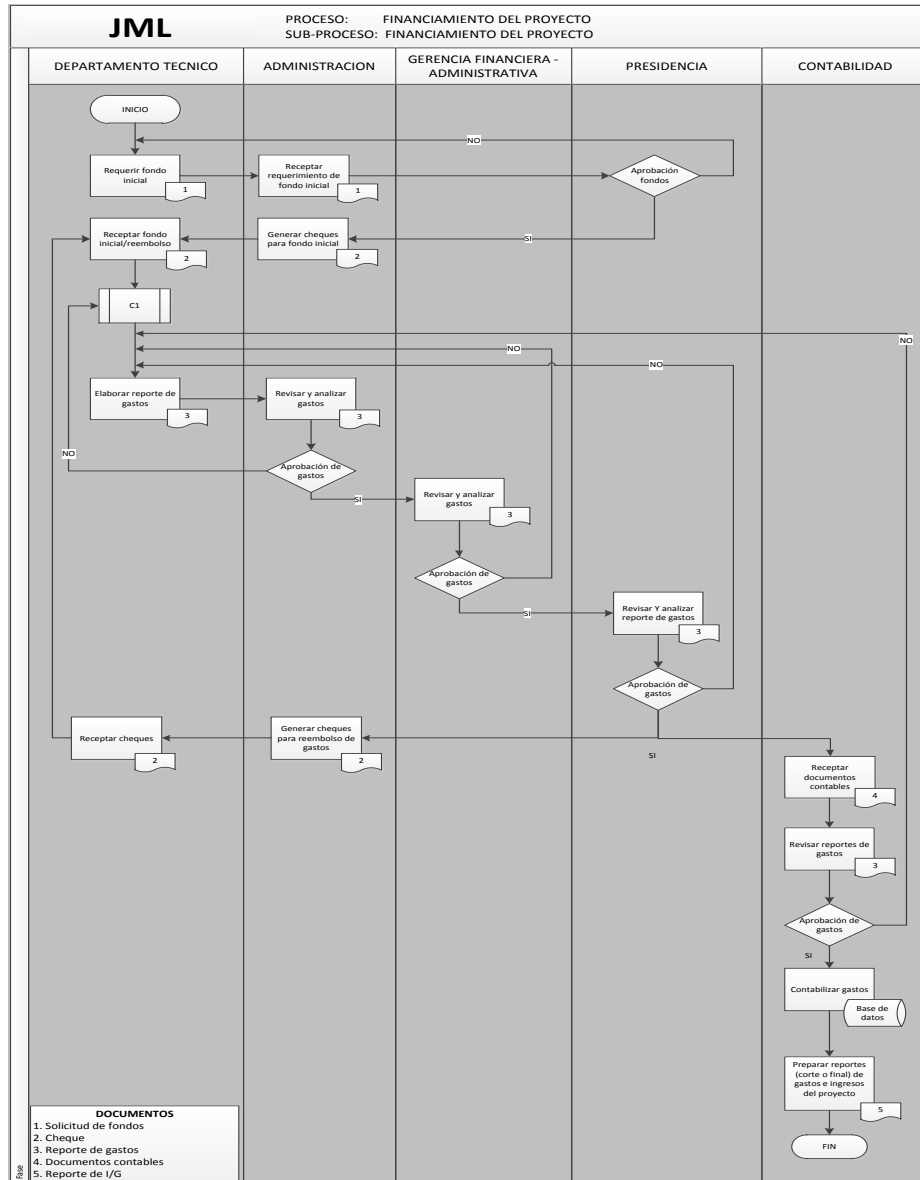 JML
PROCESO: FINANCIAMIENTO DEL PROYECTO
SUB-PROCESO: FINANCIAMIENTO DEL PROYECTO
DEPARTAMENTO TECNICO
ADMINISTRACION
GERENCIA FINANCIERA -
ADMINISTRATIVA
PRESIDENCIA
CONTABILIDAD
INICIO
NO
Requerir fondo
inicial
1
Receptar
requerimiento de
fondo inicial
1
Aprobación
fondos
Receptar fondo
inicial/reembolso
2
Generar cheques
para fondo inicial
2
SI
C1
NO
NO
NO
Elaborar reporte de
gastos
3
Revisar y analizar
gastos
3
NO
Aprobación de
gastos
SI
Revisar y analizar
gastos
3
Aprobación de
gastos
SI
Revisar Y analizar
reporte de gastos
3
Aprobación de
gastos
Receptar cheques
2
Generar cheques
para reembolso de
gastos
2
SI
Receptar
documentos
contables
4
Revisar reportes de
gastos
3
Aprobación de
gastos
SI
Contabilizar gastos
Base de
datos
Preparar reportes
(corte o final) de
gastos e ingresos
del proyecto
5
FIN
DOCUMENTOS
1. Solicitud de fondos
2. Cheque
3. Reporte de gastos
4. Documentos contables
5. Reporte de I/G
Fase